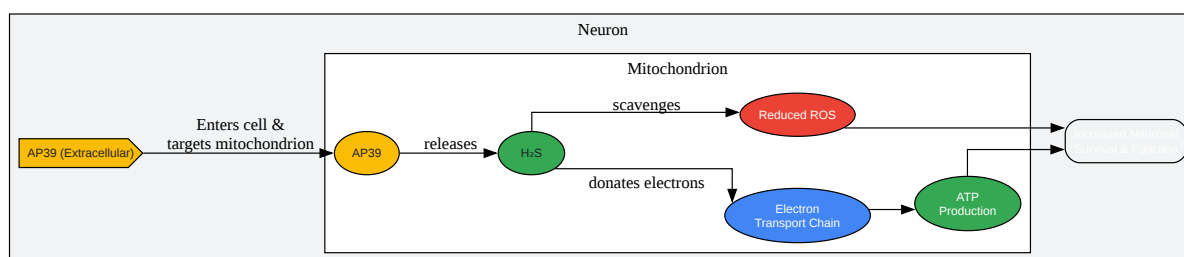 Neuron
Mitochondrion
AP39 (Extracellular)
Enters cell &
targets mitochondrion
AP39
releases
H₂S
scavenges
Reduced ROS
donates electrons
Electron
Transport Chain
ATP
Production
Increased Neuronal
Survival & Function